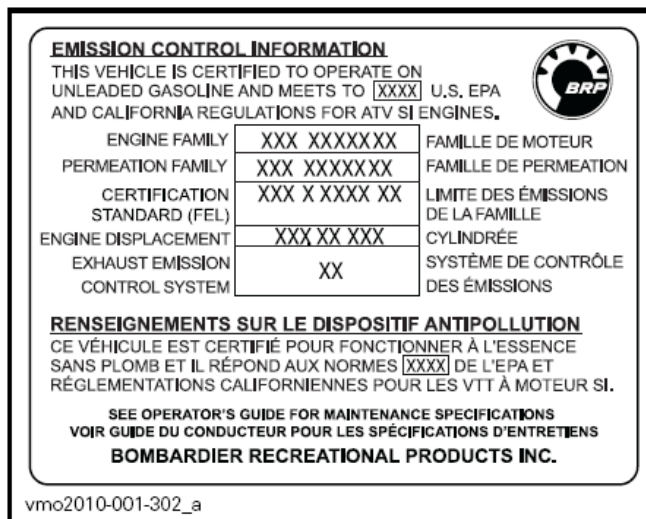 EMISSION CONTROL INFORMATION
THIS VEHICLE IS CERTIFIED TO OPERATE ON
UNLEADED GASOLINE AND MEETS TO XXXX U.S. EPA
AND CALIFORNIA REGULATIONS FOR ATV SI ENGINES.
BRP
ENGINE FAMILY XXX XXXXXXX FAMILLE DE MOTEUR
PERMEATION FAMILY XXX XXXXXXX FAMILLE DE PERMEATION
CERTIFICATION XXX X XXXX XX LIMITE DES ÉMISSIONS
STANDARD (FEL) DE LA FAMILLE
ENGINE DISPLACEMENT XXX XX XXX CYLINDRÉE
EXHAUST EMISSION XX SYSTÈME DE CONTRÔLE
CONTROL SYSTEM DES ÉMISSIONS
RENSEIGNEMENTS SUR LE DISPOSITIF ANTIPOLLUTION
CE VÉHICULE EST CERTIFIÉ POUR FONCTIONNER À L'ESSENCE
SANS PLOMB ET IL RÉPOND AUX NORMES XXXX DE L'EPA ET
RÉGLEMENTATIONS CALIFORNIENNES POUR LES VTT À MOTEUR SI.
SEE OPERATOR'S GUIDE FOR MAINTENANCE SPECIFICATIONS
VOIR GUIDE DU CONDUCTEUR POUR LES SPÉCIFICATIONS D'ENTRETIENS
BOMBARDIER RECREATIONAL PRODUCTS INC.
vmo2010-001-302_a